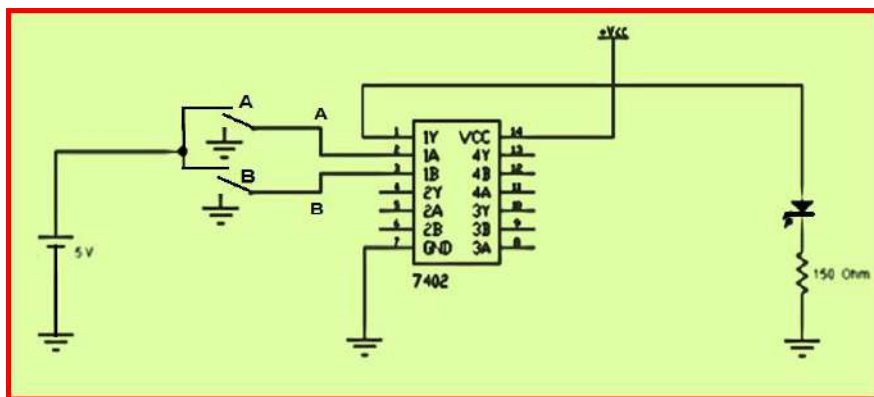 +Vcc
A
A
B
B
5 V
1 1Y VCC 14
2 1A 4Y 13
3 1B 4B 12
4 2Y 4A 11
5 2A 3Y 10
6 2B 3B 9
7 GND 3A 8
7402
150 Ohm